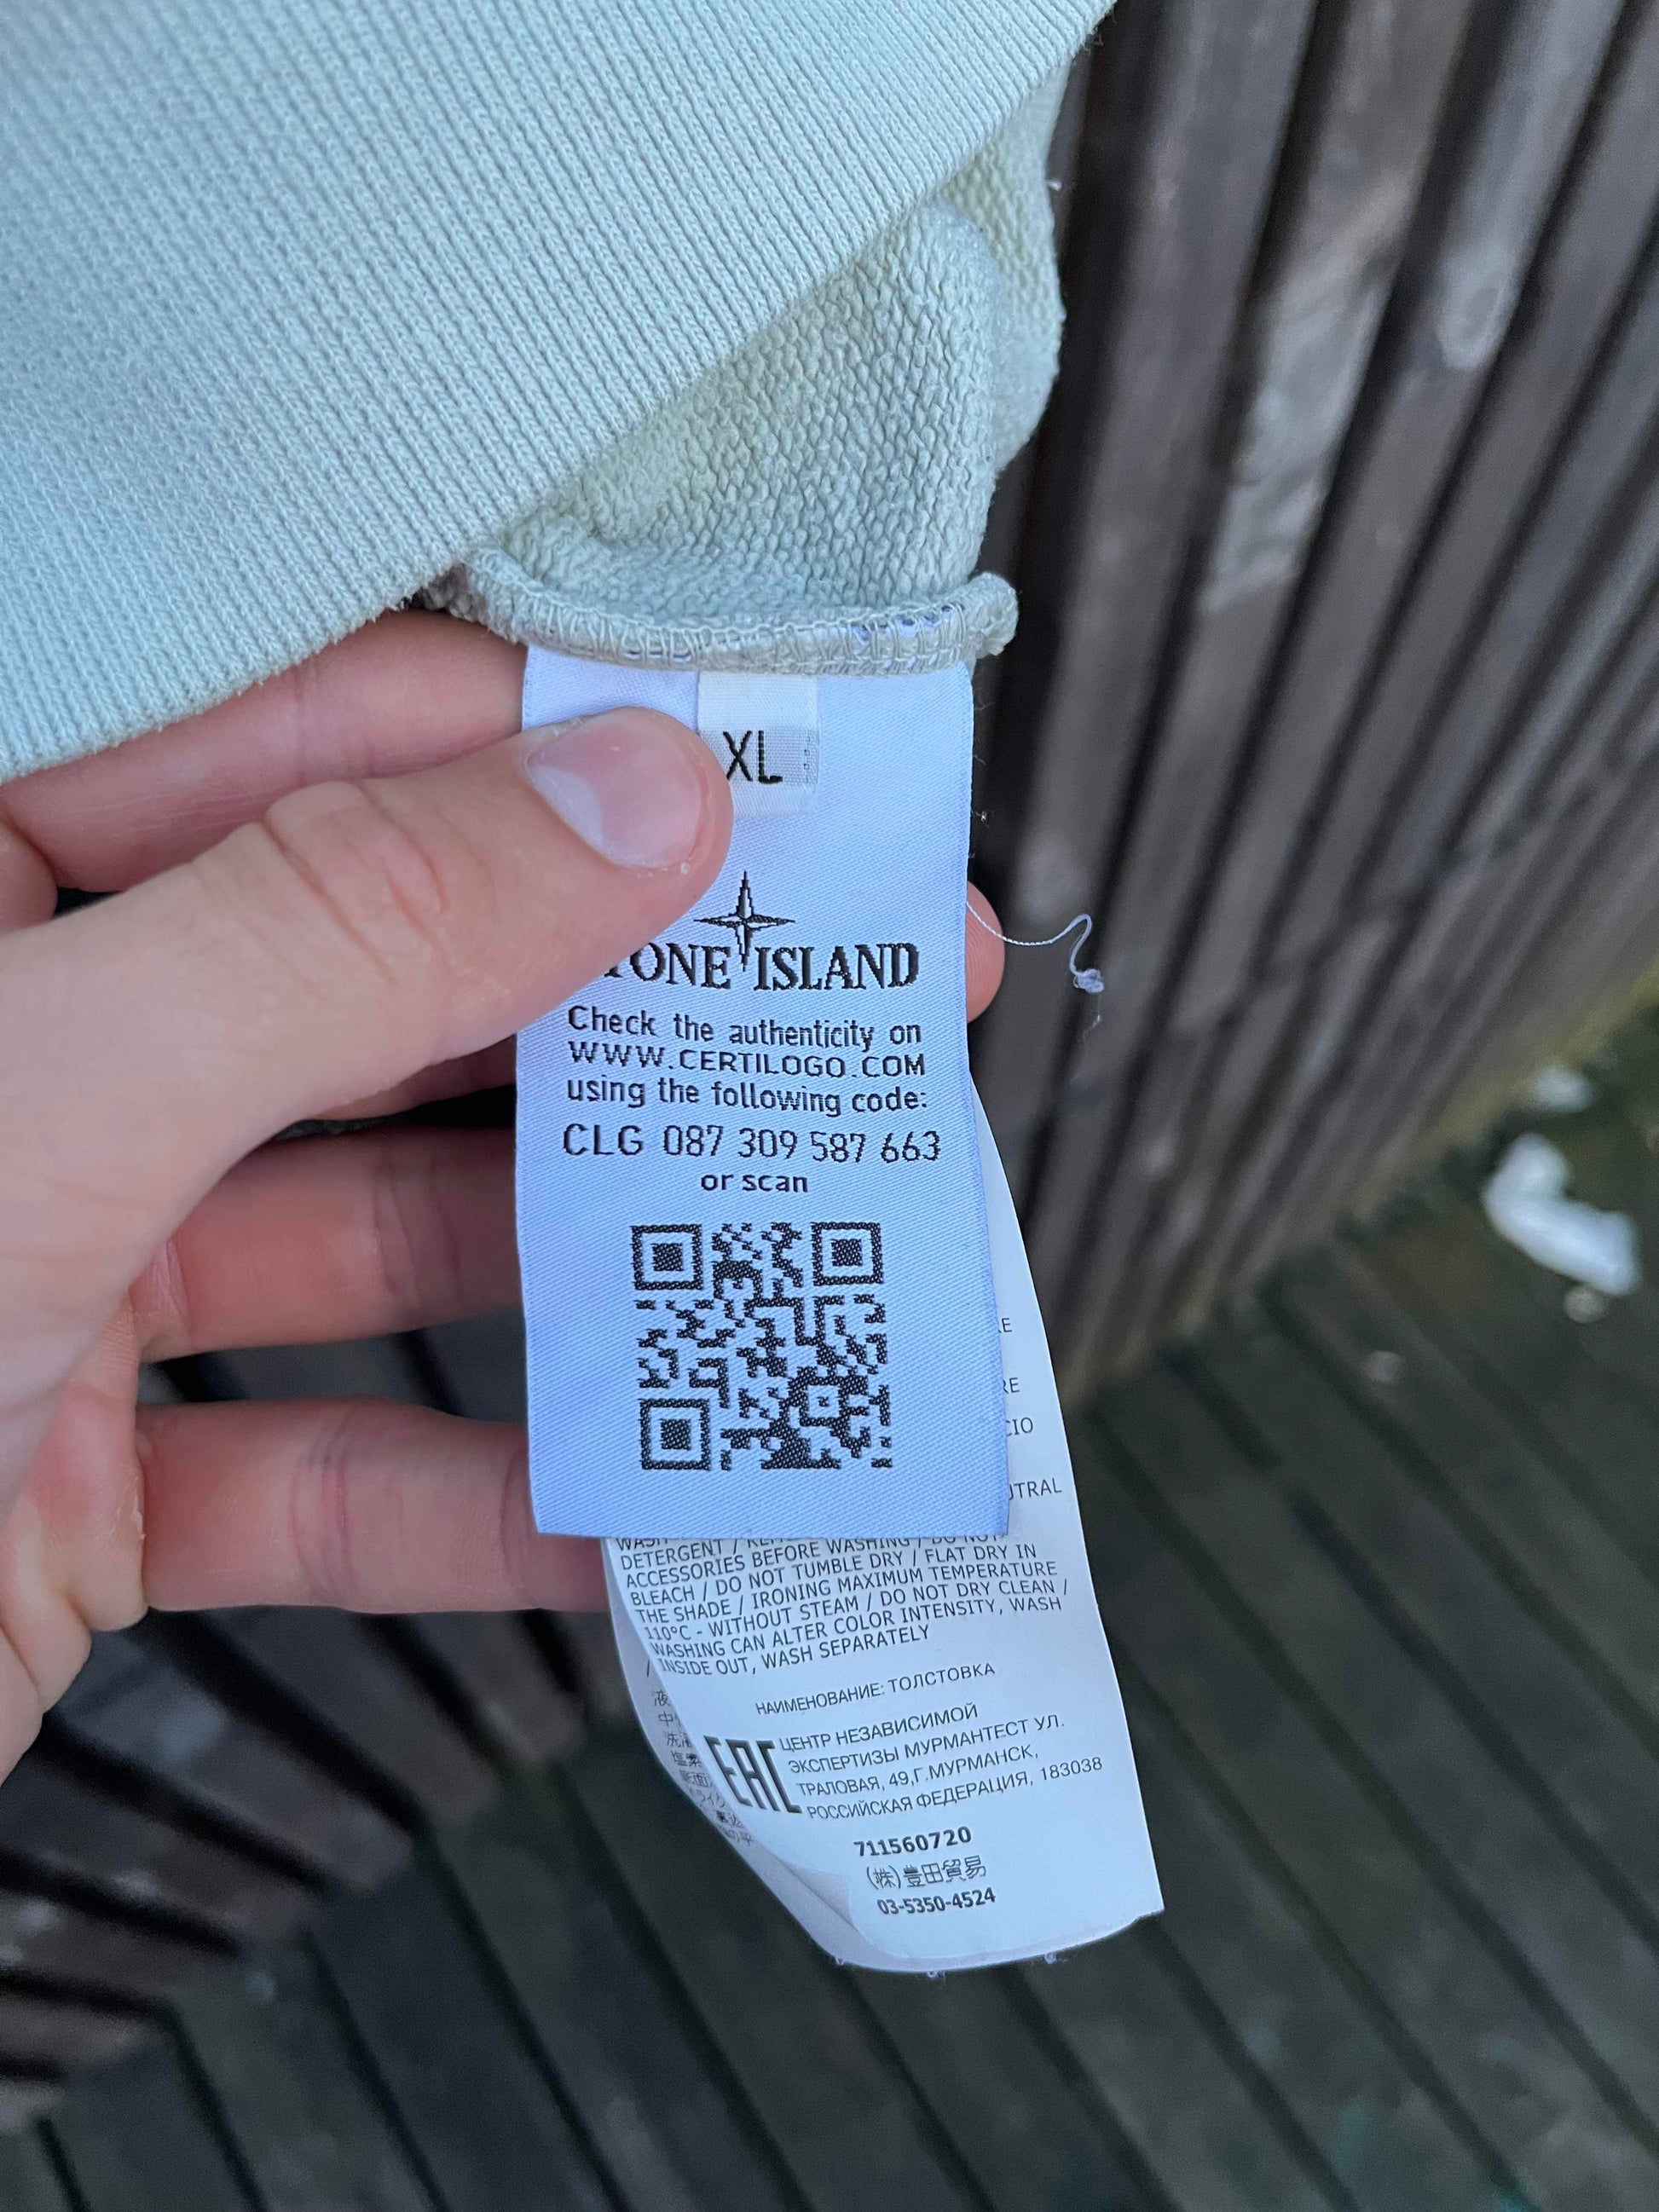 XL
TONE ISLAND
Check the authenticity on
WWW.CERTILOGO.COM
using the following code:
CLG 087 309 587 663
or scan
RE
CIO
UTRAL
WASH
DETERGENT / ACCESSORIES BEFORE WASHING / DO NOT
BLEACH / DO NOT TUMBLE DRY / FLAT DRY IN
THE SHADE / IRONING MAXIMUM TEMPERATURE
110°C - WITHOUT STEAM / DO NOT DRY CLEAN /
WASHING CAN ALTER COLOR INTENSITY, WASH
/ INSIDE OUT, WASH SEPARATELY
НАИМЕНОВАНИЕ: ТОЛСТОВКА
EAC
ЦЕНТР НЕЗАВИСИМОЙ
ЭКСПЕРТИЗЫ МУРМАНТЕСТ УЛ.
ТРАЛОВАЯ, 49,Г.МУРМАНСК,
РОССИЙСКАЯ ФЕДЕРАЦИЯ, 183038
711560720
(株)豊田貿易
03-5350-4524